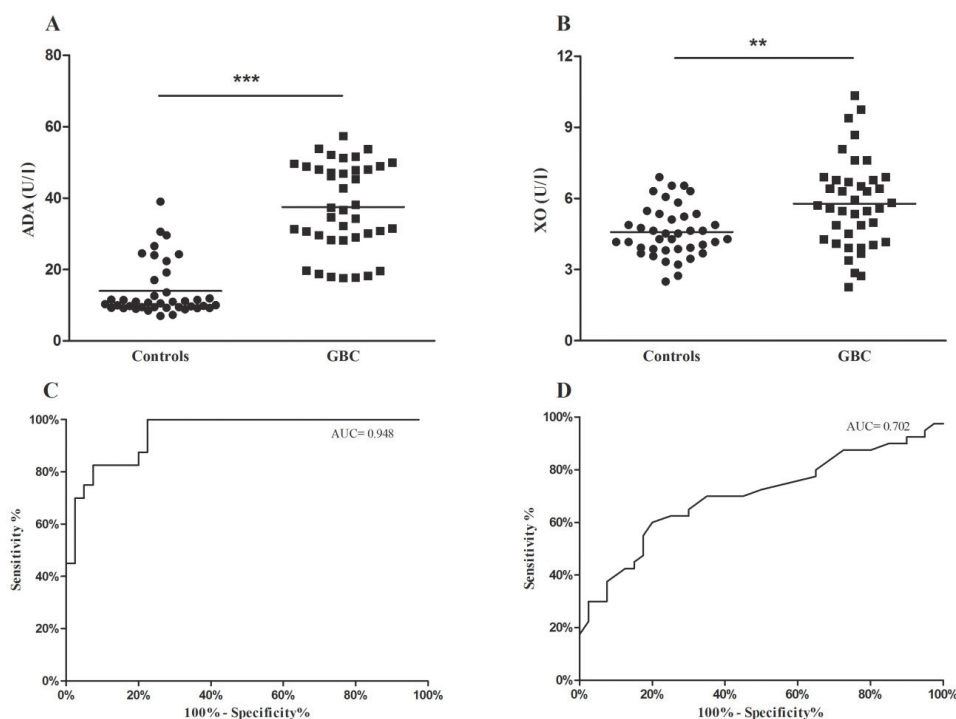 A
ADA (U/l)
80
60
40
20
0
***
Controls
GBC
B
XO (U/l)
12
9
6
3
0
**
Controls
GBC
C
Sensitivity %
100%
80%
60%
40%
20%
0%
AUC= 0.948
0%
20%
40%
60%
80%
100%
100% - Specificity%
D
Sensitivity %
100%
80%
60%
40%
20%
0%
AUC= 0.702
0%
20%
40%
60%
80%
100%
100% - Specificity%